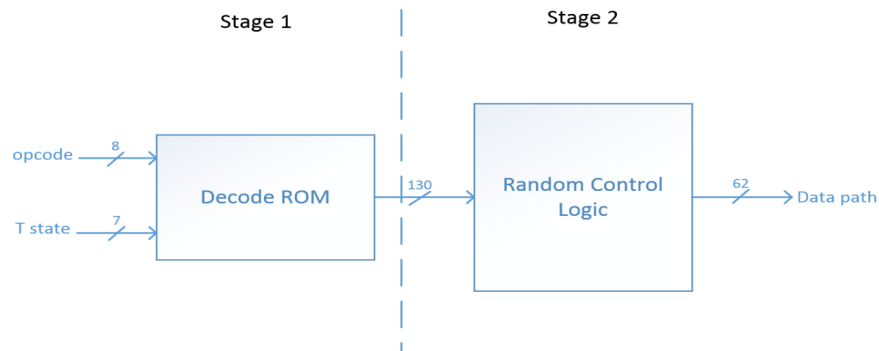 Stage 1
Stage 2
opcode
8
T state
7
Decode ROM
130
Random Control
Logic
62
Data path